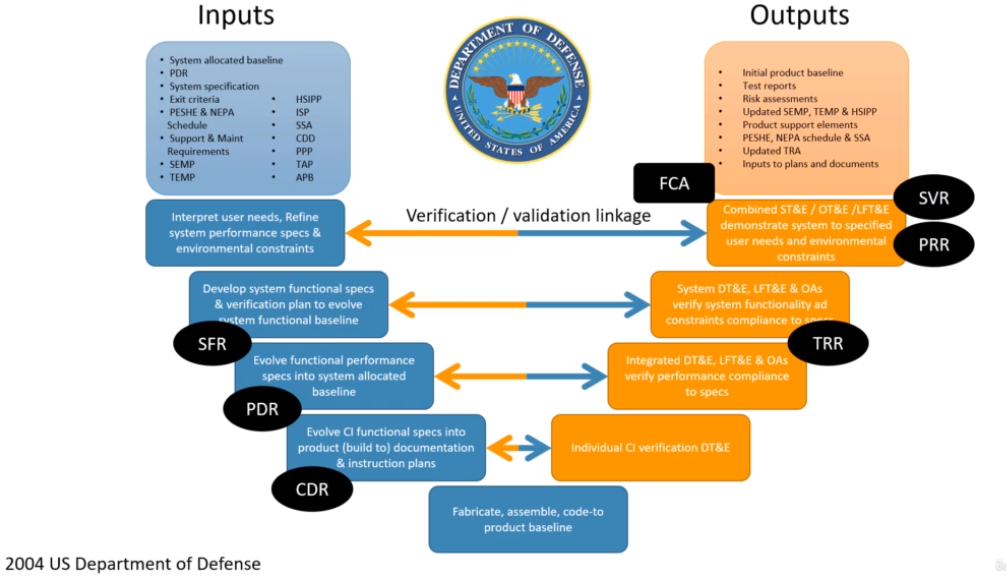 Inputs
Outputs
• System allocated baseline
• PDR
• System specification
• Exit criteria
• PESHE & NEPA
Schedule
• Support & Maint
Requirements
• SEMP
• TEMP
• HSIPP
• ISP
• SSA
• CDD
• PPP
• TAP
• APB
DEPARTMENT OF DEFENSE
UNITED STATES OF AMERICA
• Initial product baseline
• Test reports
• Risk assessments
• Updated SEMP, TEMP & HSIPP
• Product support elements
• PESHE, NEPA schedule & SSA
• Updated TRA
• Inputs to plans and documents
FCA
SVR
PRR
Interpret user needs, Refine
system performance specs &
environmental constraints
Verification / validation linkage
Combined ST&E / OT&E /LFT&E
demonstrate system to specified
user needs and environmental
constraints
Develop system functional specs
& verification plan to evolve
system functional baseline
System DT&E, LFT&E & OAs
verify system functionality ad
constraints compliance to specs
SFR
TRR
Evolve functional performance
specs into system allocated
baseline
Integrated DT&E, LFT&E & OAs
verify performance compliance
to specs
PDR
Evolve CI functional specs into
product (build to) documentation
& instruction plans
Individual CI verification DT&E
CDR
Fabricate, assemble, code-to
product baseline
2004 US Department of Defense